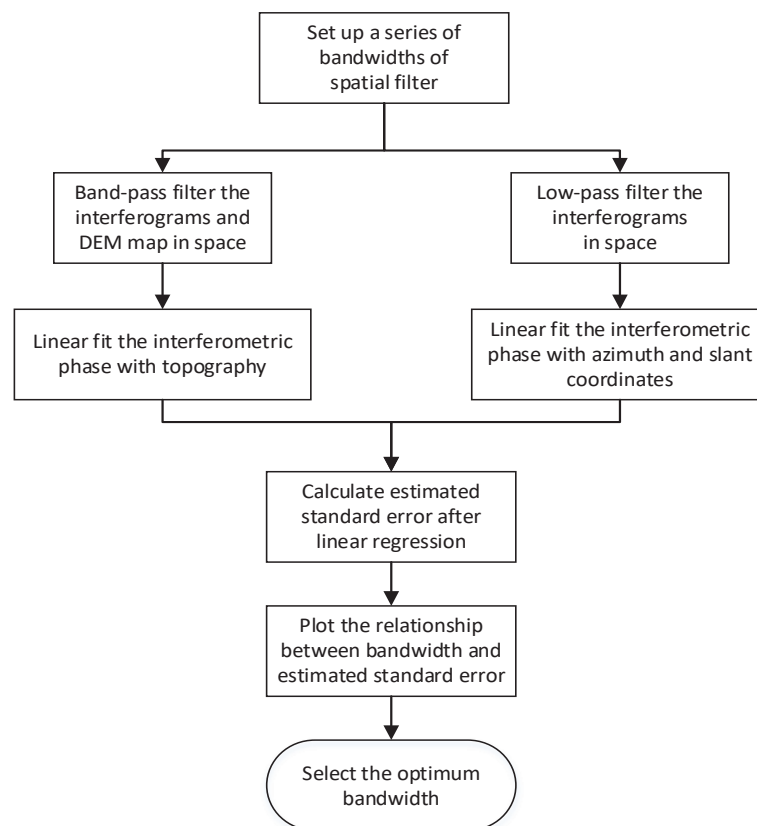 Set up a series of
bandwidths of
spatial filter
Band-pass filter the
interferograms and
DEM map in space
Low-pass filter the
interferograms
in space
Linear fit the interferometric
phase with topography
Linear fit the interferometric
phase with azimuth and slant
coordinates
Calculate estimated
standard error after
linear regression
Plot the relationship
between bandwidth and
estimated standard error
Select the optimum
bandwidth